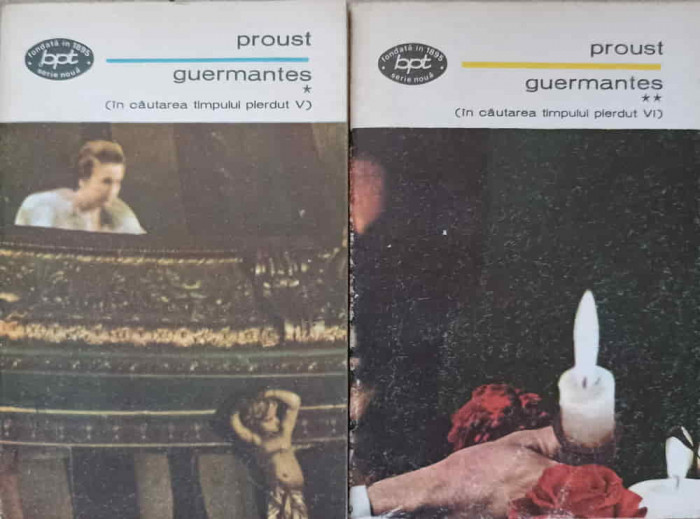 fondată în 1895
bpt
serie nouă
proust
guermantes
*
(în căutarea timpului pierdut V)
fondată în 1895
bpt
serie nouă
proust
guermantes
**
(în căutarea timpului pierdut VI)